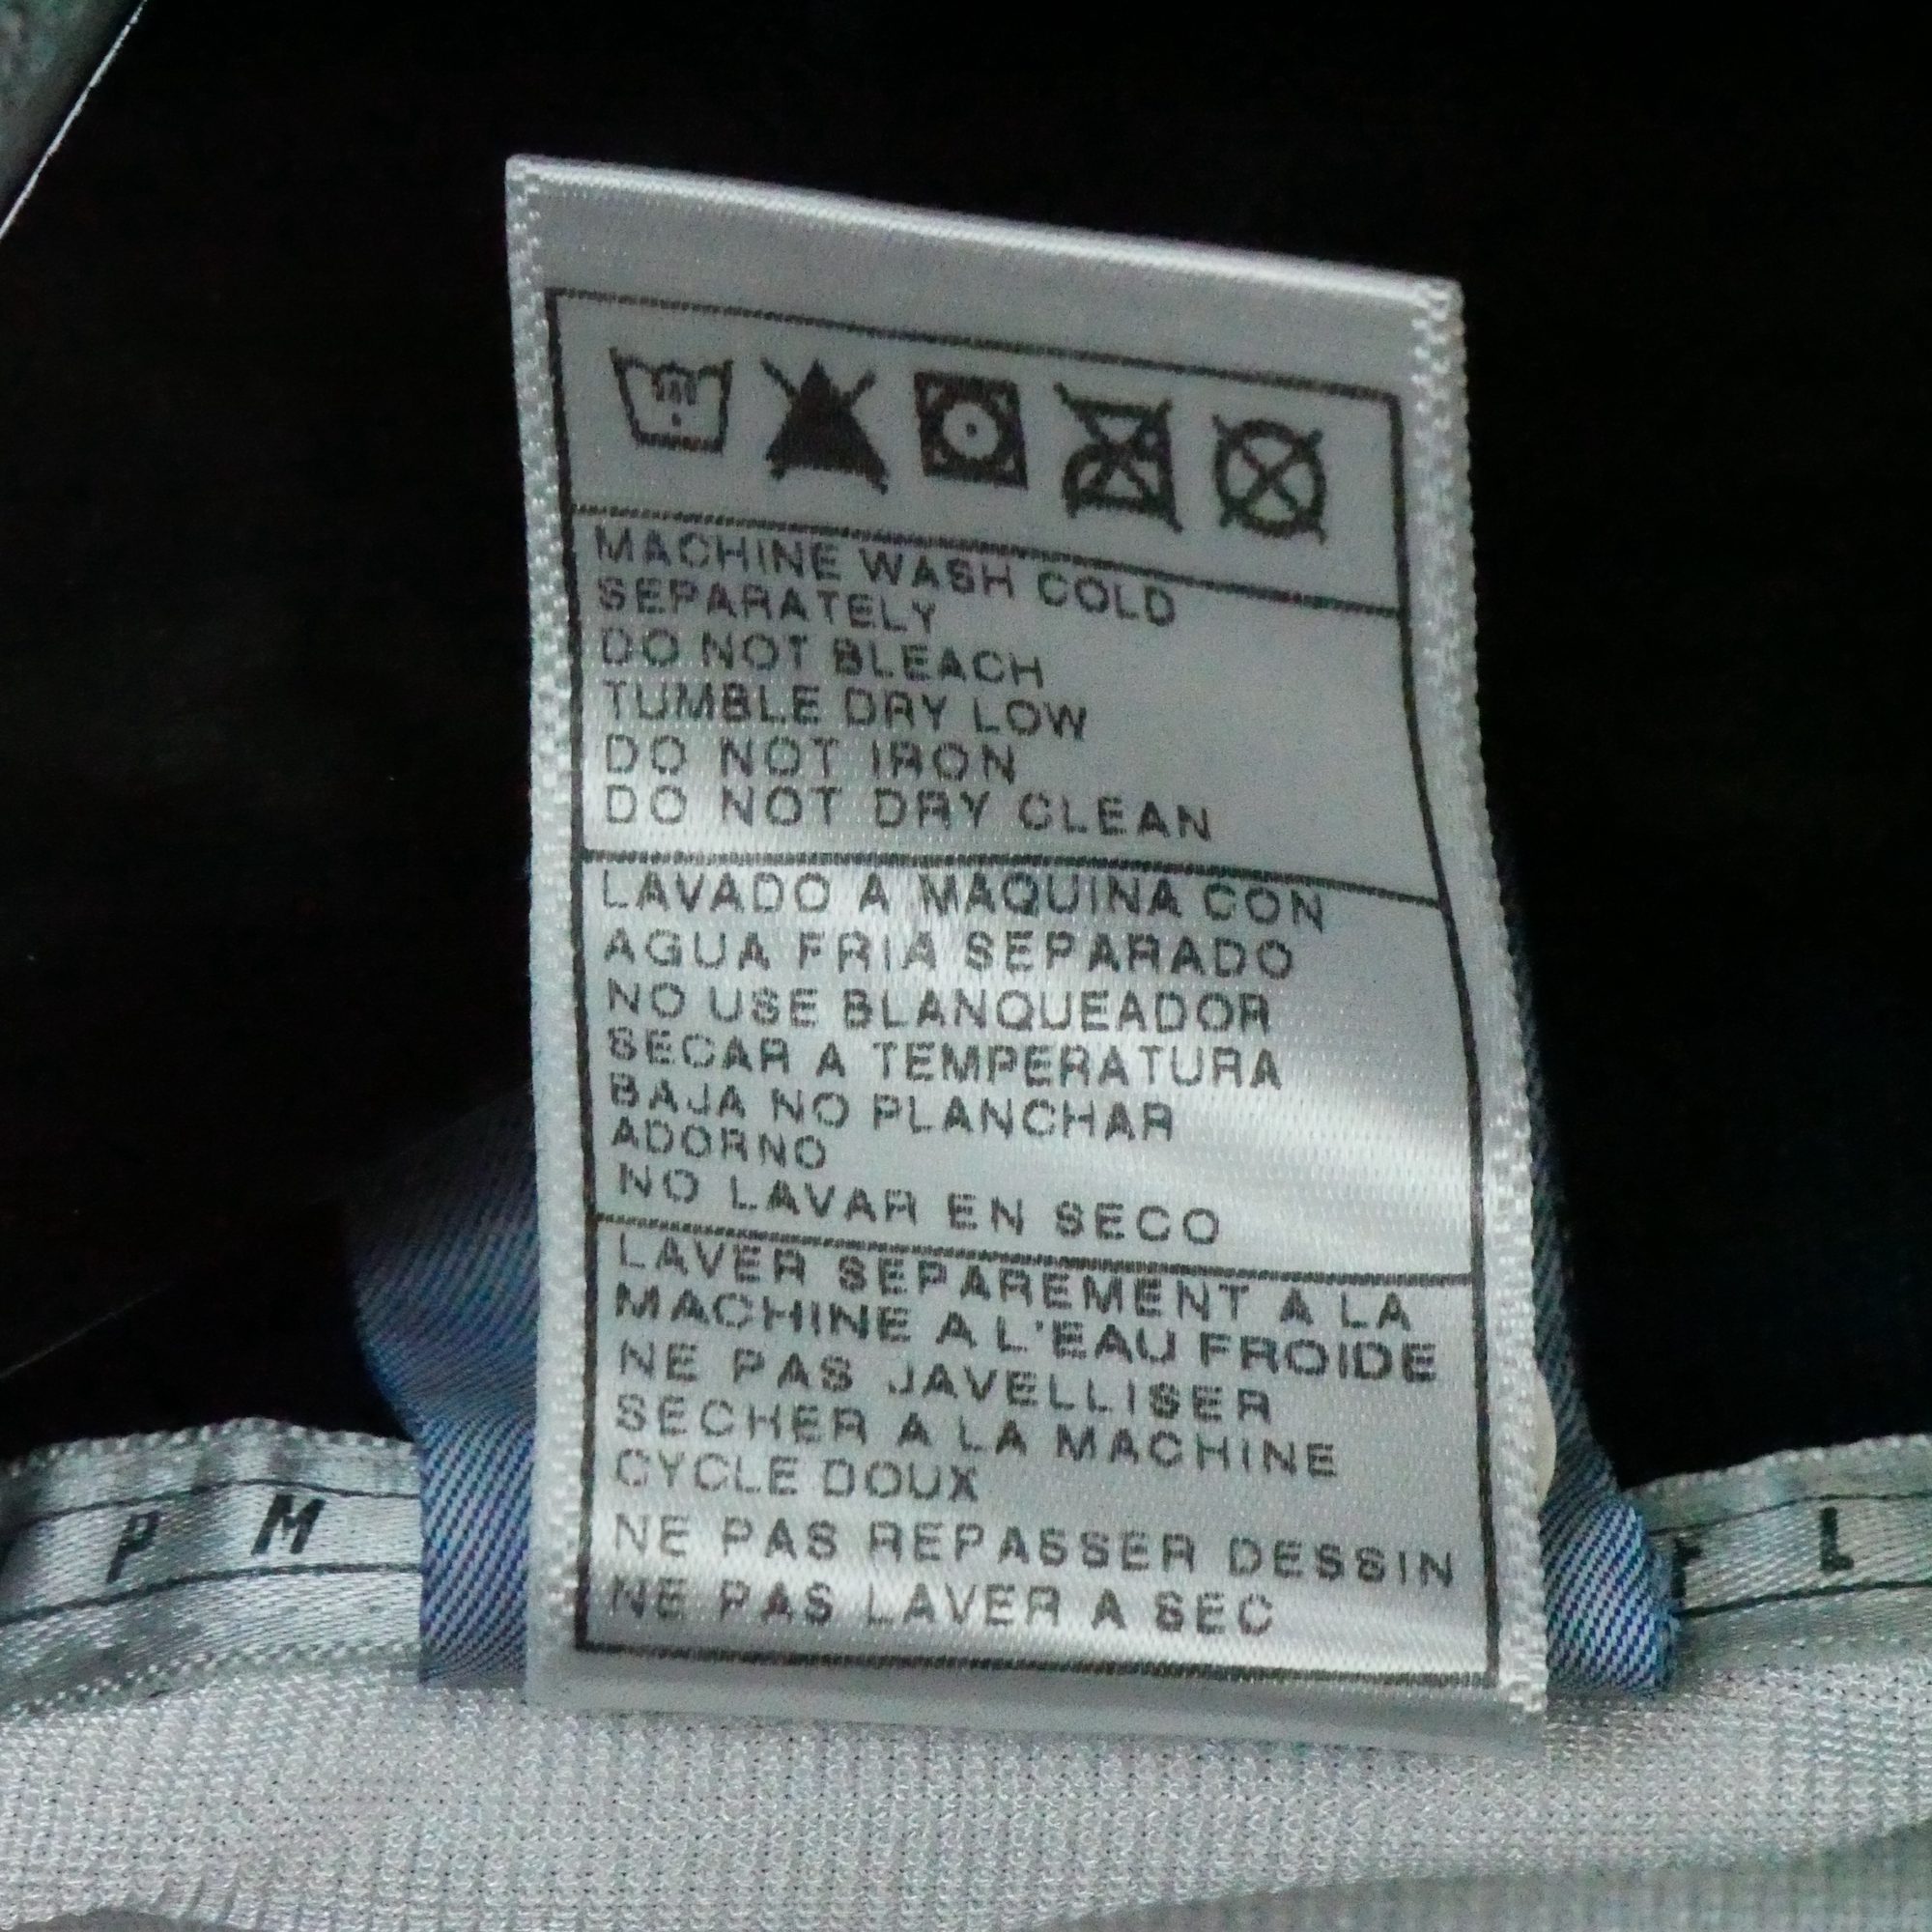 MACHINE WASH COLD
SEPARATELY
DO NOT BLEACH
TUMBLE DRY LOW
DO NOT IRON
DO NOT DRY CLEAN
LAVADO A MAQUINA CON
AGUA FRIA SEPARADO
NO USE BLANQUEADOR
SECAR A TEMPERATURA
BAJA NO PLANCHAR
ADORNO
NO LAVAR EN SECO
LAVER SEPAREMENT A LA
MACHINE A L'EAU FROIDE
NE PAS JAVELLISER
SECHER A LA MACHINE
CYCLE DOUX
NE PAS REPASSER DESSIN
NE PAS LAVER A SEC
P M
L